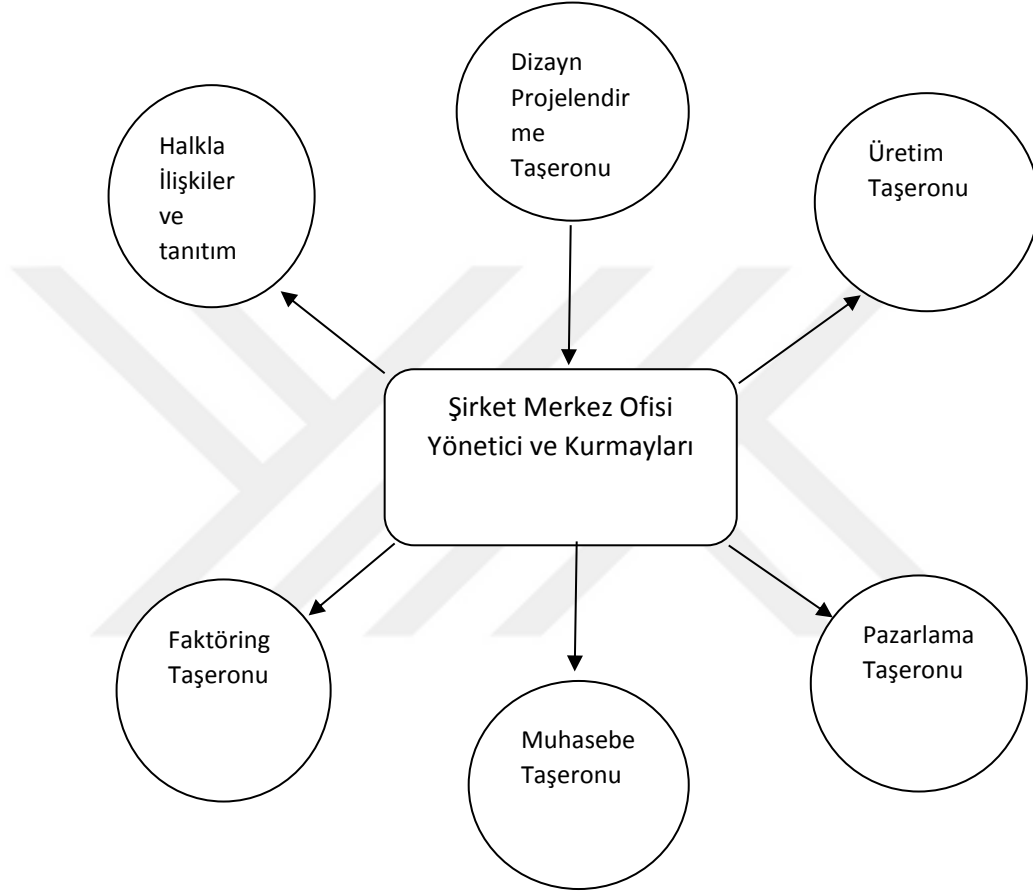 Dizayn
Projelendir
me
Taşeronu
Halkla
İlişkiler
ve
tanıtım
Üretim
Taşeronu
Şirket Merkez Ofisi
Yönetici ve Kurmayları
Faktöring
Taşeronu
Muhasebe
Taşeronu
Pazarlama
Taşeronu